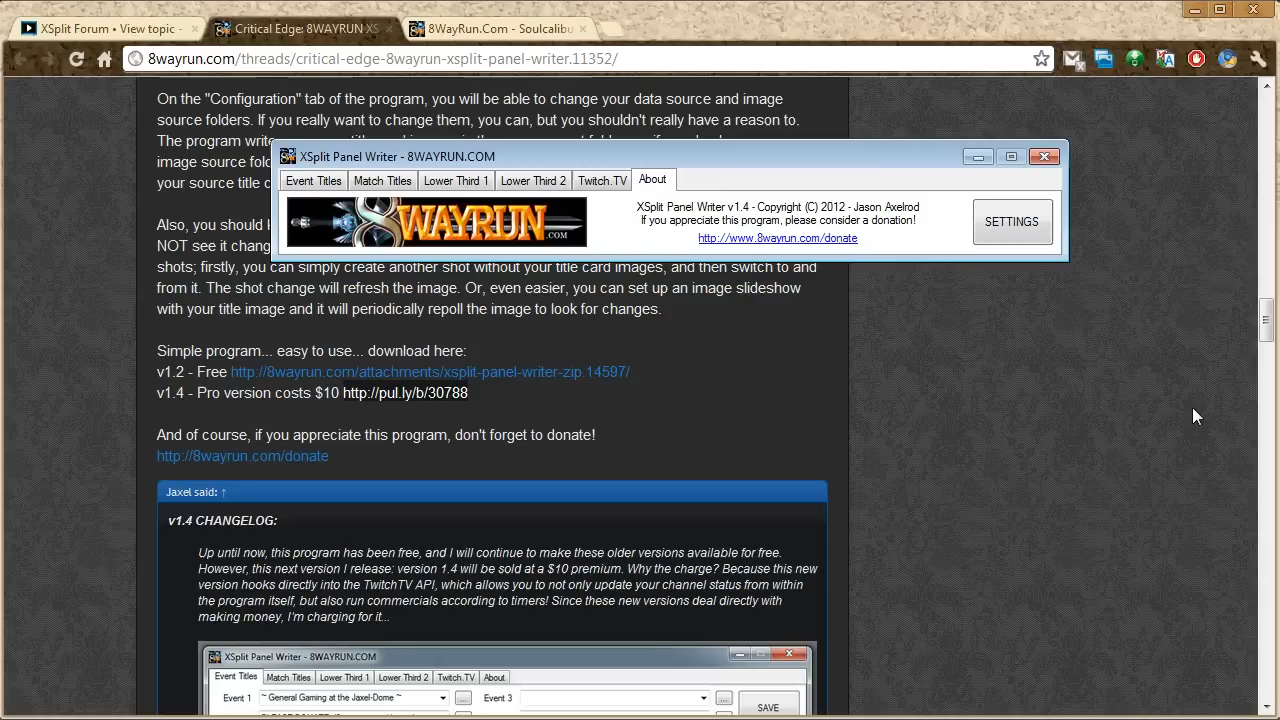 XSplit Forum • View topic -
Critical Edge: 8WAYRUN XS
8WayRun.Com - Soulcalibu
8wayrun.com/threads/critical-edge-8wayrun-xsplit-panel-writer.11352/
On the "Configuration" tab of the program, you will be able to change your data source and image
source folders. If you really want to change them, you can, but you shouldn't really have a reason to.
The program write
image source fold
your source title c
XSplit Panel Writer - 8WAYRUN.COM
Event Titles
Match Titles
Lower Third 1
Lower Third 2
Twitch.TV
About
8WAYRUN.COM
XSplit Panel Writer v1.4 - Copyright (C) 2012 - Jason Axelrod
If you appreciate this program, please consider a donation!
http://www.8wayrun.com/donate
SETTINGS
Also, you should
NOT see it chang
shots; firstly, you can simply create another shot without your title card images, and then switch to and
from it. The shot change will refresh the image. Or, even easier, you can set up an image slideshow
with your title image and it will periodically repoll the image to look for changes.
Simple program... easy to use... download here:
v1.2 - Free http://8wayrun.com/attachments/xsplit-panel-writer-zip.14597/
v1.4 - Pro version costs $10 http://pul.ly/b/30788
And of course, if you appreciate this program, don't forget to donate!
http://8wayrun.com/donate
Jaxel said: ↑
v1.4 CHANGELOG:
Up until now, this program has been free, and I will continue to make these older versions available for free.
However, this next version I release: version 1.4 will be sold at a $10 premium. Why the charge? Because this new
version hooks directly into the TwitchTV API, which allows you to not only update your channel status from within
the program itself, but also run commercials according to timers! Since these new versions deal directly with
making money, I'm charging for it...
XSplit Panel Writer - 8WAYRUN.COM
Event Titles
Match Titles
Lower Third 1
Lower Third 2
Twitch.TV
About
Event 1
~ General Gaming at the Jaxel-Dome ~
...
Event 3
...
SAVE